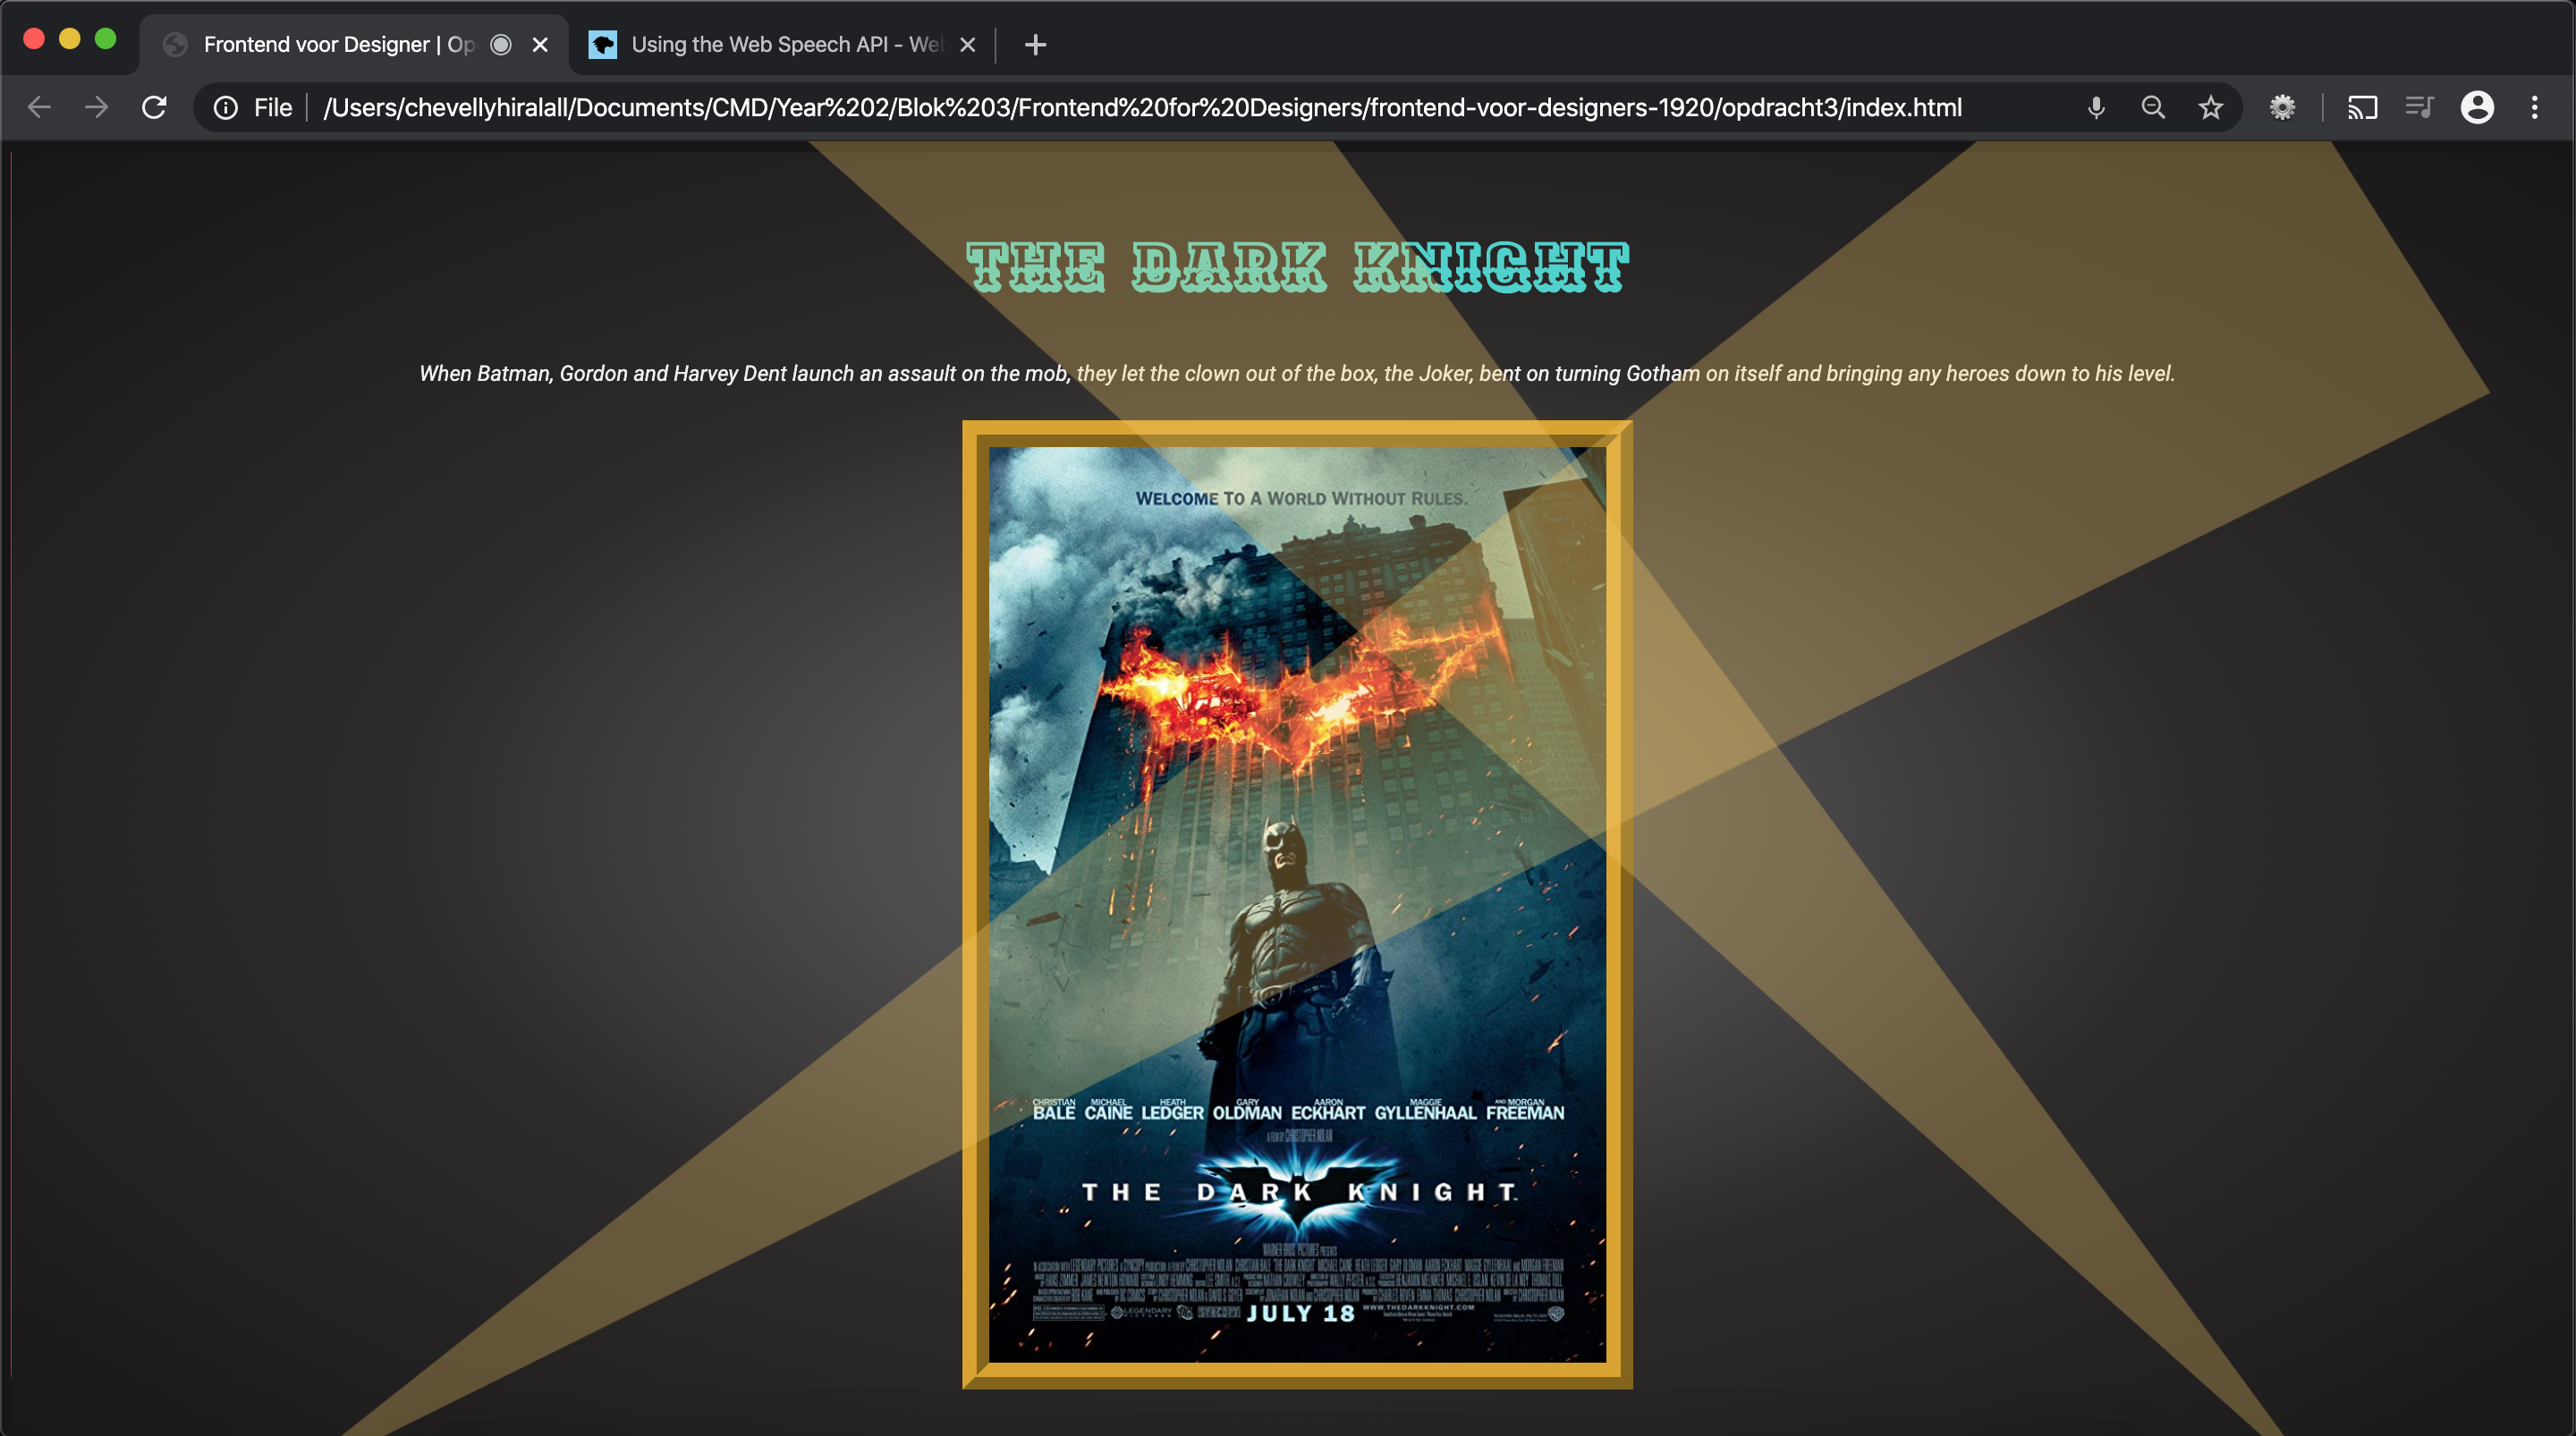 Frontend voor Designer | Op
Using the Web Speech API - Web
File /Users/chevellyhiralall/Documents/CMD/Year%202/Blok%203/Frontend%20for%20Designers/frontend-voor-designers-1920/opdracht3/index.html
THE DARK KNIGHT
When Batman, Gordon and Harvey Dent launch an assault on the mob, they let the clown out of the box, the Joker, bent on turning Gotham on itself and bringing any heroes down to his level.
WELCOME TO A WORLD WITHOUT RULES.
CHRISTIAN BALE MICHAEL CAINE HEATH LEDGER GARY OLDMAN AARON ECKHART MAGGIE GYLLENHAAL AND MORGAN FREEMAN
A FILM BY CHRISTOPHER NOLAN
THE DARK KNIGHT
WARNER BROS. PICTURES PRESENTS
JULY 18
WWW.THEDARKKNIGHT.COM